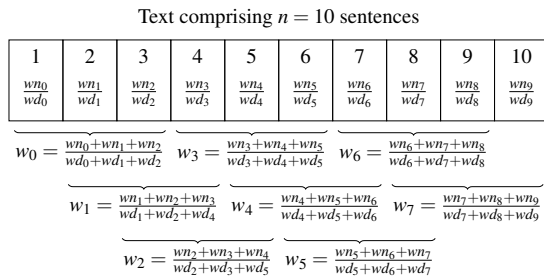 Text comprising n = 10 sentences
1 2 3 4 5 6 7 8 9 10
wn₀/wd₀ wn₁/wd₁ wn₂/wd₂ wn₃/wd₃ wn₄/wd₄ wn₅/wd₅ wn₆/wd₆ wn₇/wd₇ wn₈/wd₈ wn₉/wd₉
w₀ = (wn₀+wn₁+wn₂)/(wd₀+wd₁+wd₂) w₃ = (wn₃+wn₄+wn₅)/(wd₃+wd₄+wd₅) w₆ = (wn₆+wn₇+wn₈)/(wd₆+wd₇+wd₈)
w₁ = (wn₁+wn₂+wn₃)/(wd₁+wd₂+wd₄) w₄ = (wn₄+wn₅+wn₆)/(wd₄+wd₅+wd₆) w₇ = (wn₇+wn₈+wn₉)/(wd₇+wd₈+wd₉)
w₂ = (wn₂+wn₃+wn₄)/(wd₂+wd₃+wd₅) w₅ = (wn₅+wn₆+wn₇)/(wd₅+wd₆+wd₇)